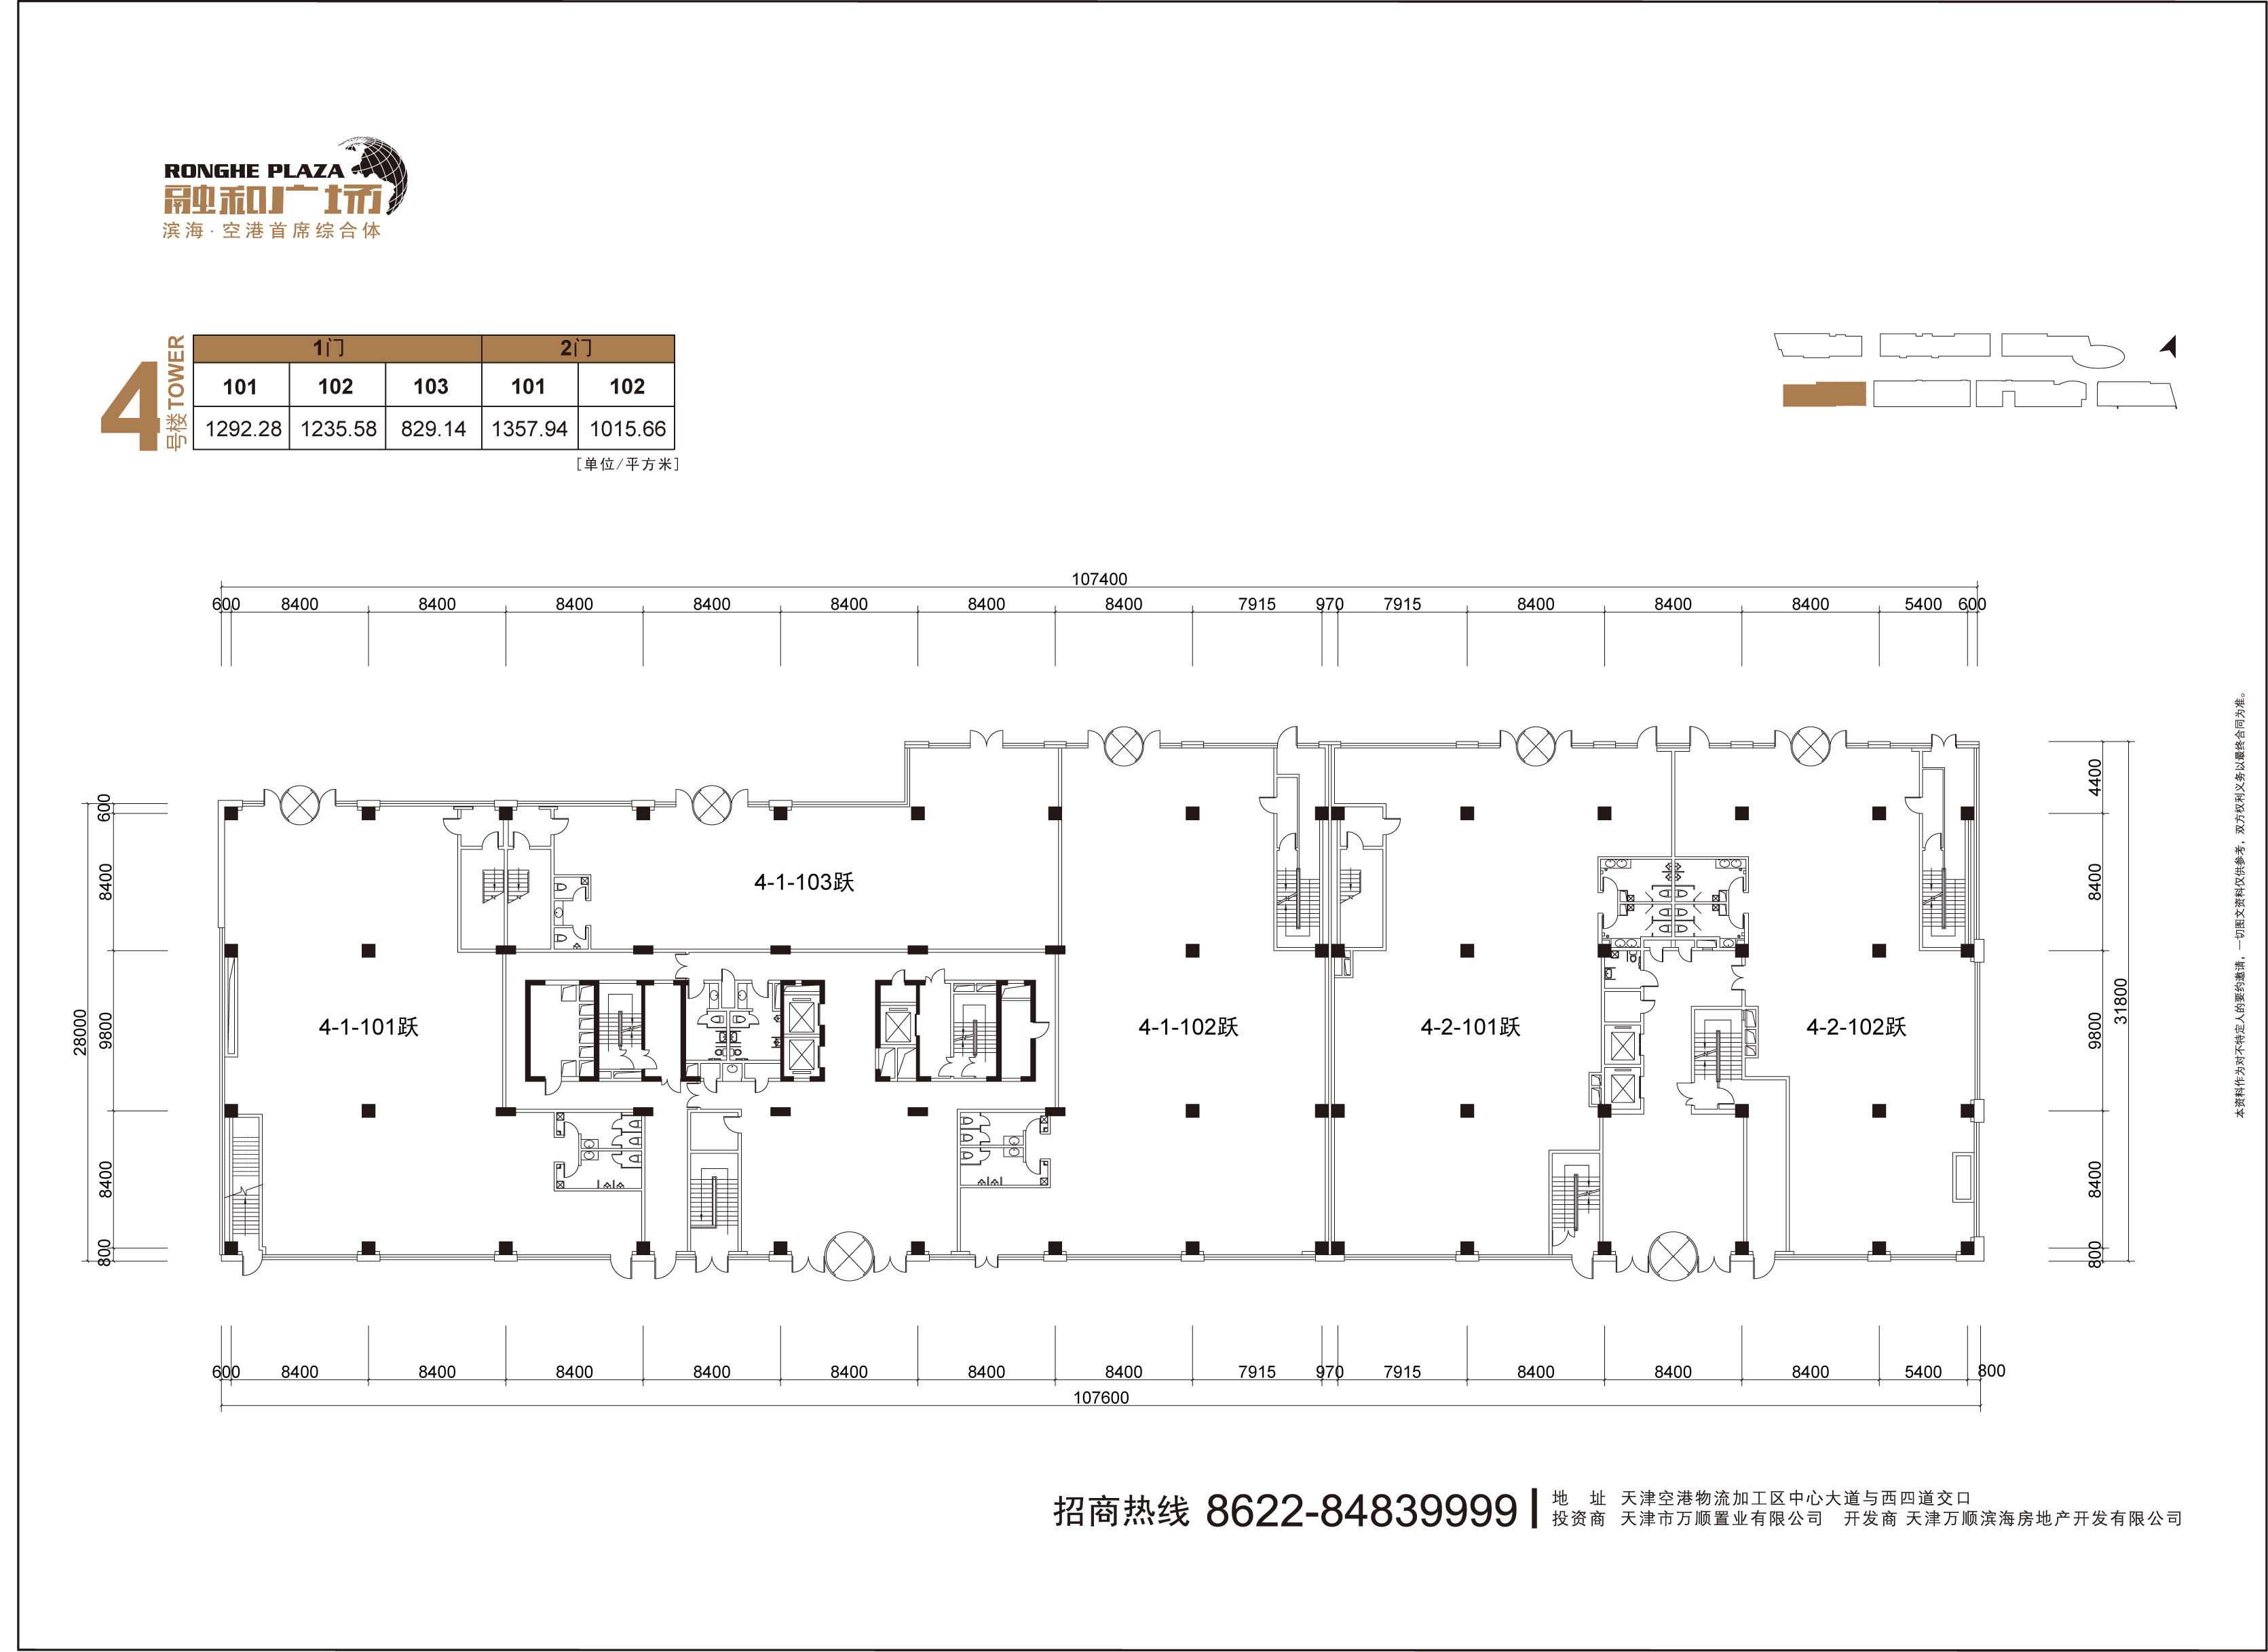 RONGHE PLAZA
融和广场
滨海·空港首席综合体
4
号楼 TOWER
1门 2门
101 102 103 101 102
1292.28 1235.58 829.14 1357.94 1015.66
[单位/平方米]
107400
600 8400 8400 8400 8400 8400 8400 8400 7915 970 7915 8400 8400 8400 5400 600
28000
600
8400
9800
8400
800
4-1-101跃
4-1-103跃
4-1-102跃
4-2-101跃
4-2-102跃
4400
8400
9800
8400
800
31800
600 8400 8400 8400 8400 8400 8400 8400 7915 970 7915 8400 8400 8400 5400 800
107600
本资料作为对不特定人的要约邀请，一切图文资料仅供参考，双方权利义务以最终合同为准。
招商热线 8622-84839999
地 址 天津空港物流加工区中心大道与西四道交口
投资商 天津市万顺置业有限公司 开发商 天津万顺滨海房地产开发有限公司